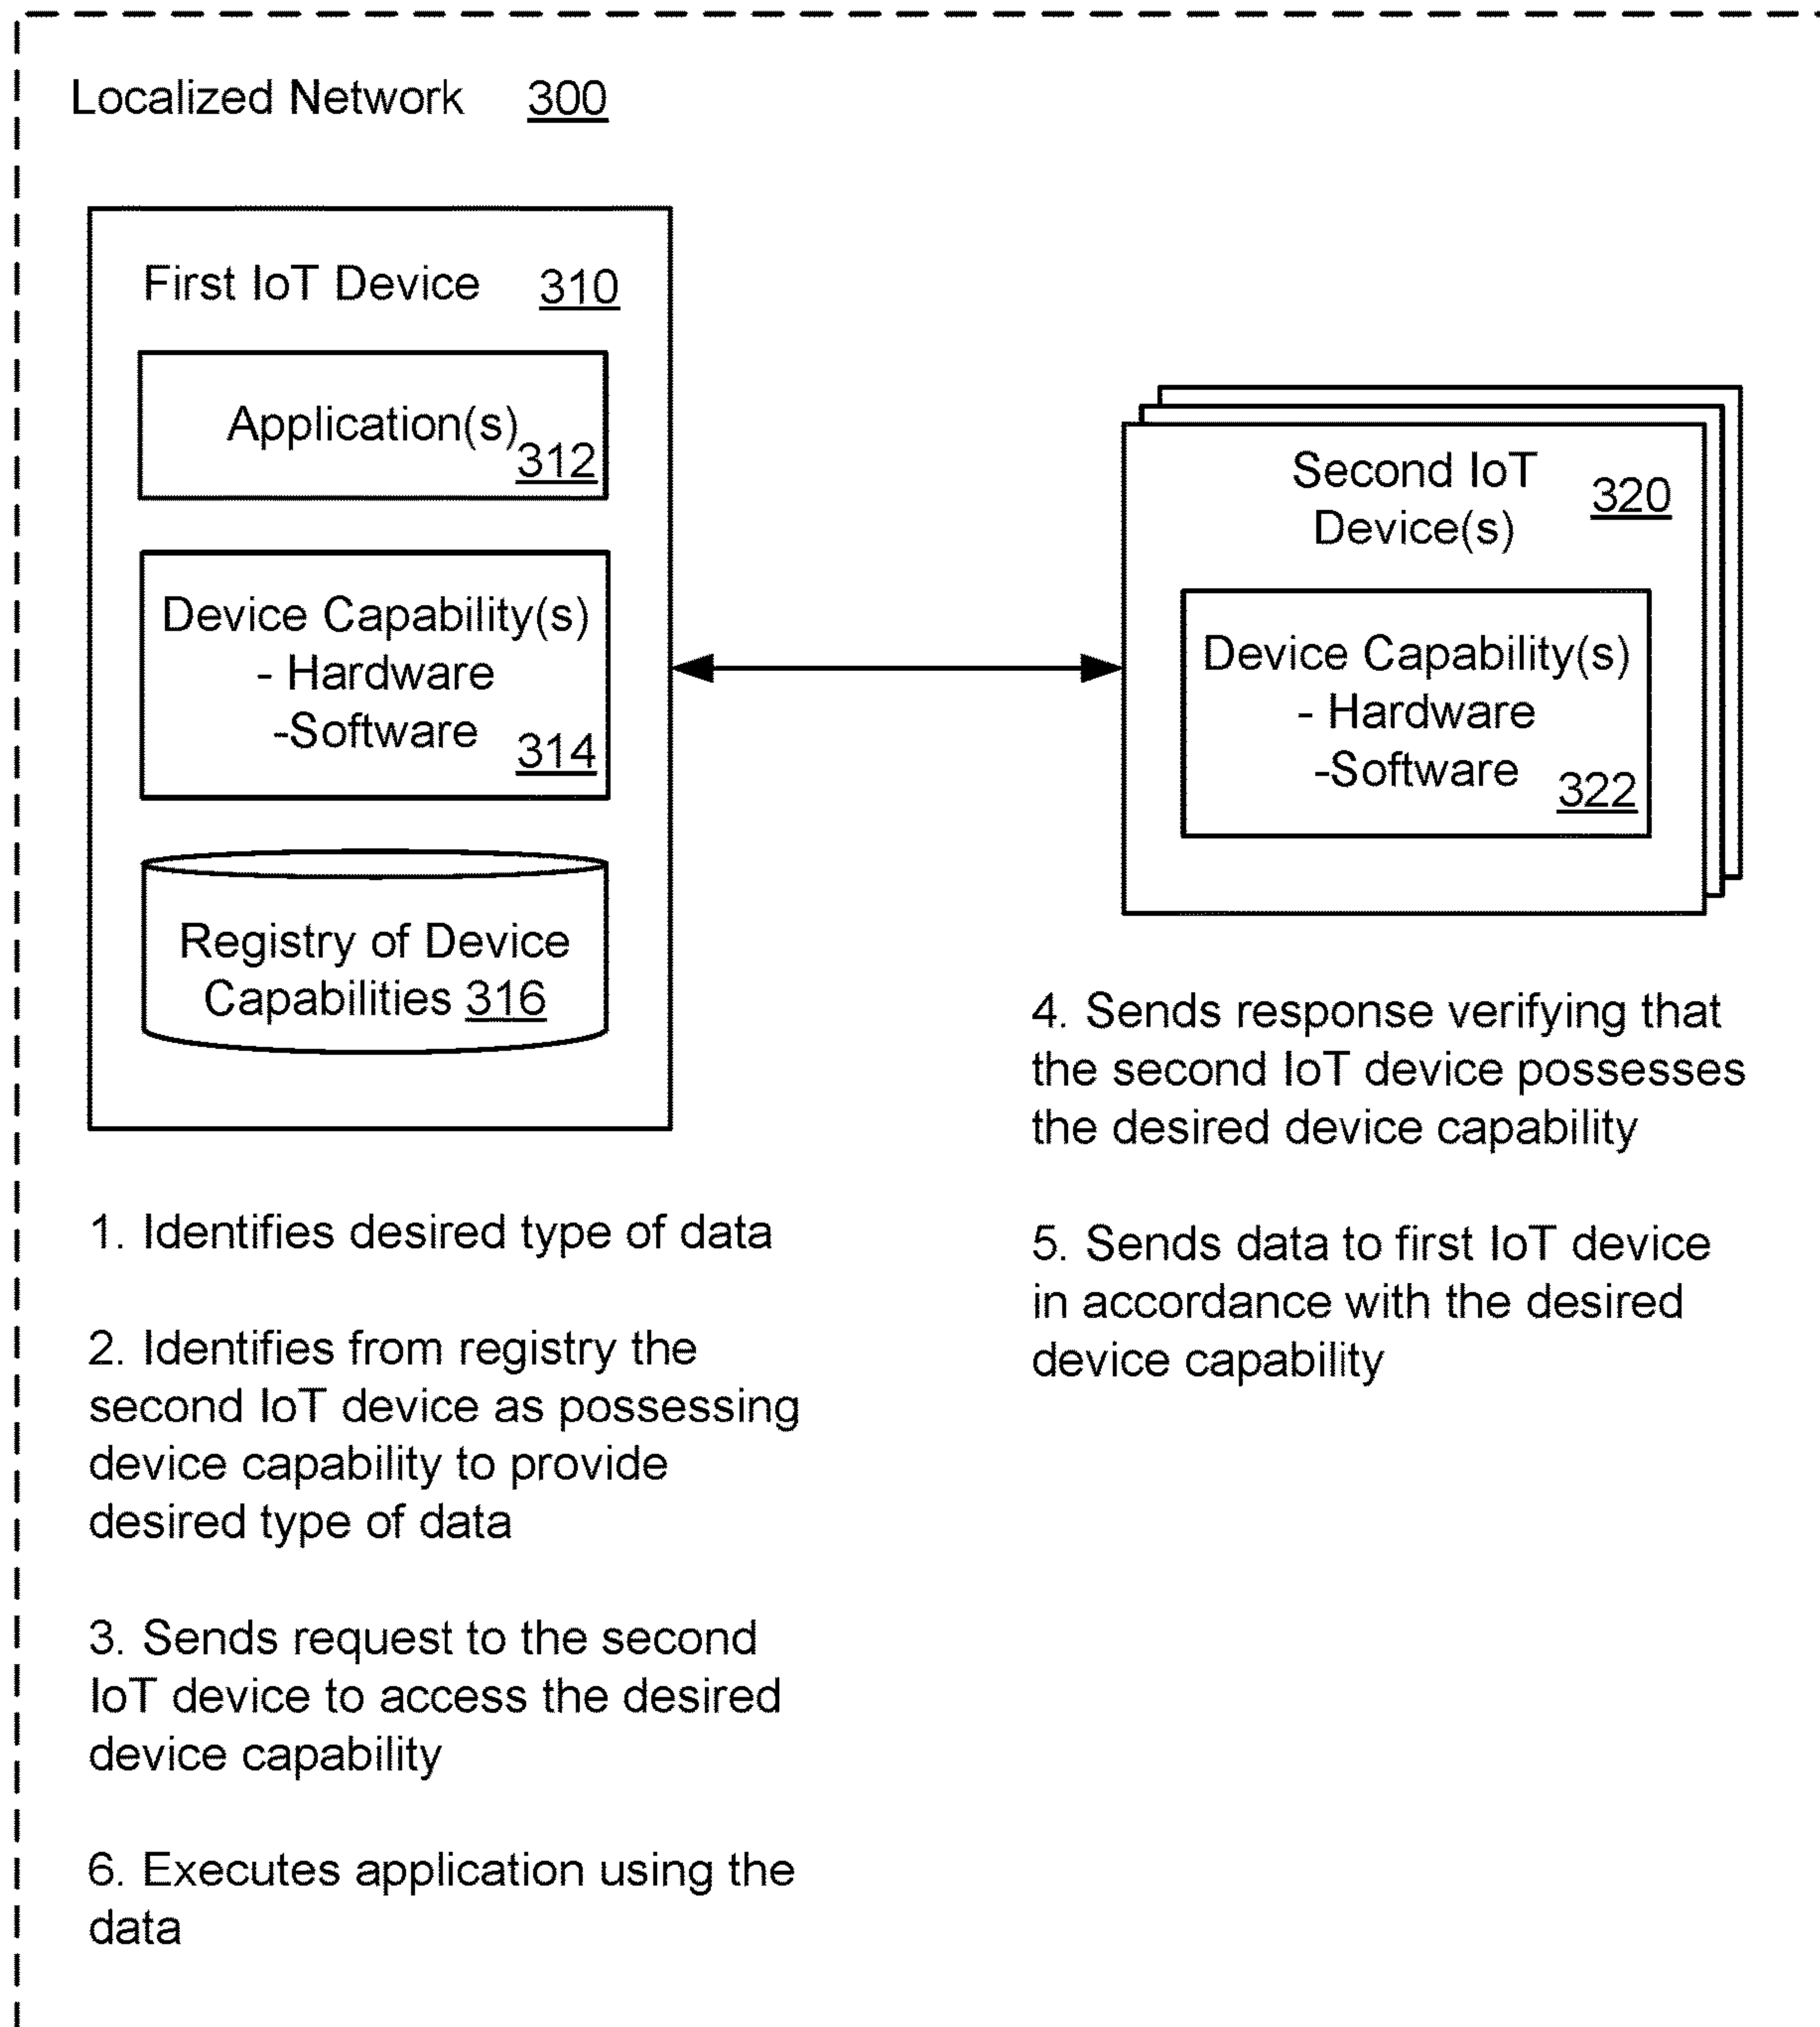 Localized Network 300
First IoT Device 310
Application(s) 312
Device Capability(s)
- Hardware
-Software 314
Registry of Device
Capabilities 316
Second IoT
Device(s) 320
Device Capability(s)
- Hardware
-Software 322
1. Identifies desired type of data
2. Identifies from registry the
second IoT device as possessing
device capability to provide
desired type of data
3. Sends request to the second
IoT device to access the desired
device capability
6. Executes application using the
data
4. Sends response verifying that
the second IoT device possesses
the desired device capability
5. Sends data to first IoT device
in accordance with the desired
device capability